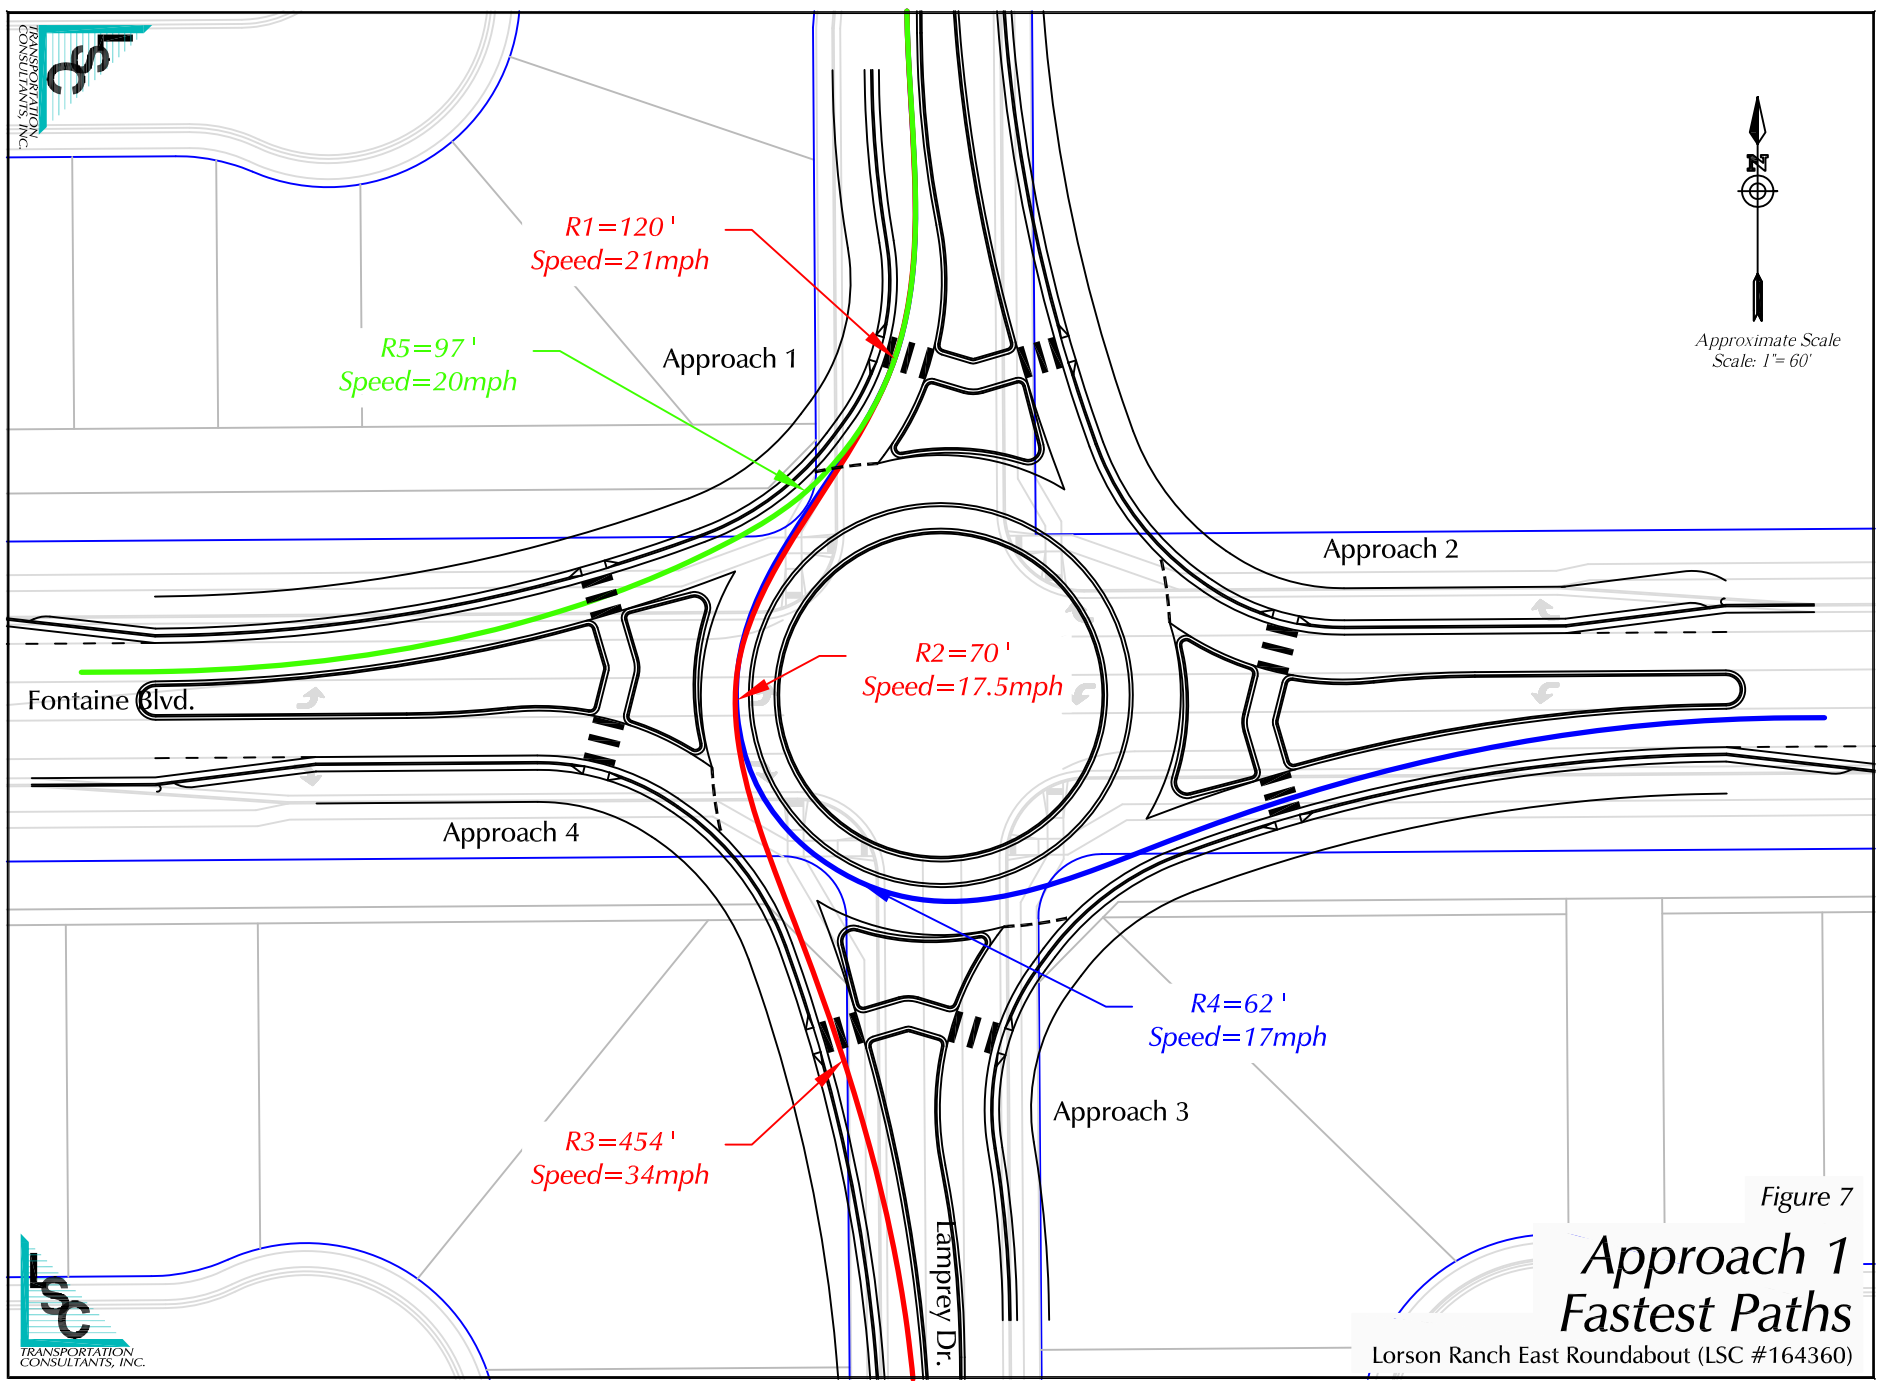 LSC
TRANSPORTATION
CONSULTANTS, INC.
N
Approximate Scale
Scale: 1"= 60'
R1=120 '
Speed=21mph
R5=97 '
Speed=20mph
Approach 1
Approach 2
R2=70 '
Speed=17.5mph
Fontaine Blvd.
Approach 4
R4=62 '
Speed=17mph
Approach 3
R3=454 '
Speed=34mph
Lamprey Dr.
Figure 7
Approach 1
Fastest Paths
Lorson Ranch East Roundabout (LSC #164360)
LSC
TRANSPORTATION
CONSULTANTS, INC.